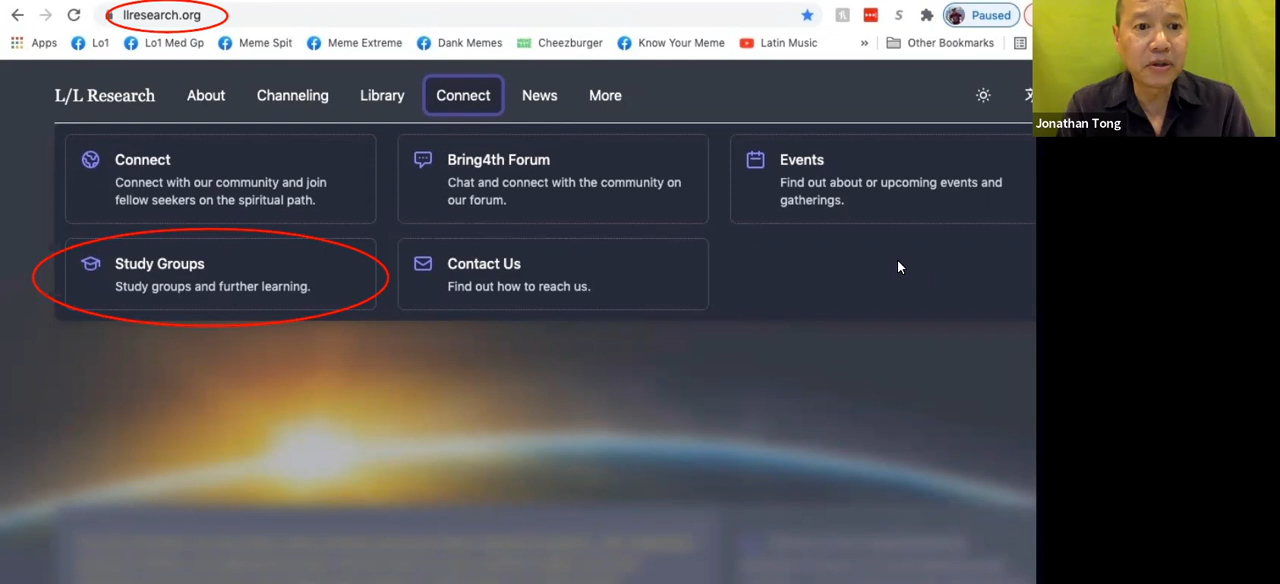 llresearch.org
Paused
Apps Lo1 Lo1 Med Gp Meme Spit Meme Extreme Dank Memes Cheezburger Know Your Meme Latin Music » Other Bookmarks
L/L Research About Channeling Library Connect News More
Jonathan Tong
Connect
Connect with our community and join
fellow seekers on the spiritual path.
Bring4th Forum
Chat and connect with the community on
our forum.
Events
Find out about or upcoming events and
gatherings.
Study Groups
Study groups and further learning.
Contact Us
Find out how to reach us.